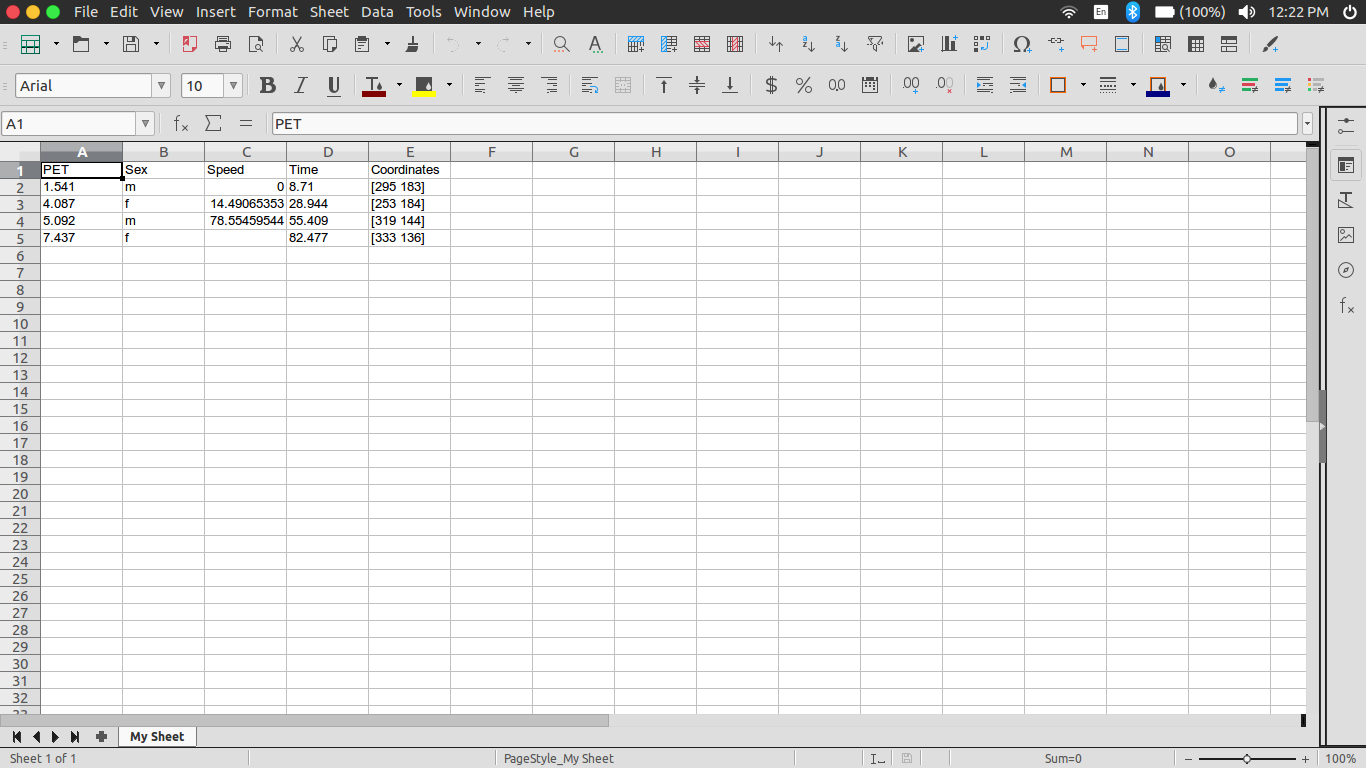 File Edit View Insert Format Sheet Data Tools Window Help En (100%) 12:22 PM
Arial 10
A1 PET
A B C D E F G H I J K L M N O
1 PET Sex Speed Time Coordinates
2 1.541 m 0 8.71 [295 183]
3 4.087 f 14.49065353 28.944 [253 184]
4 5.092 m 78.55459544 55.409 [319 144]
5 7.437 f 82.477 [333 136]
6
7
8
9
10
11
12
13
14
15
16
17
18
19
20
21
22
23
24
25
26
27
28
29
30
31
32
33
My Sheet
Sheet 1 of 1 PageStyle_My Sheet Sum=0 100%